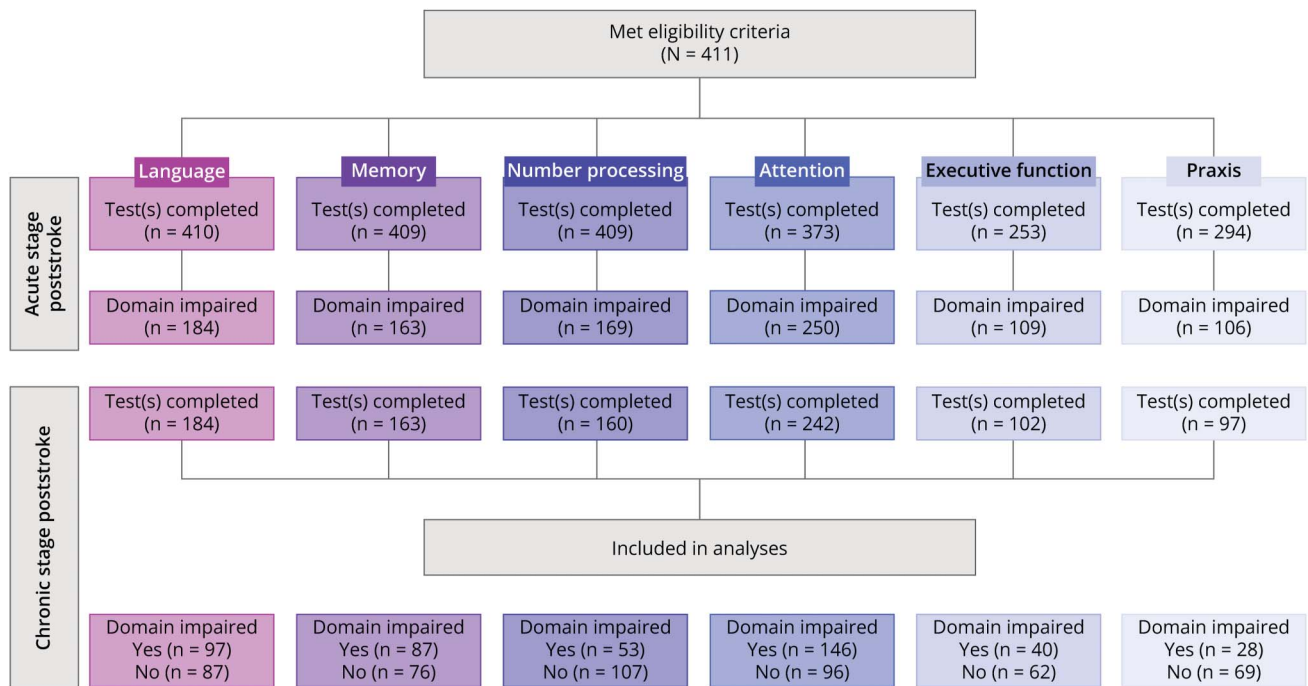 Met eligibility criteria
(N = 411)
Language
Memory
Number processing
Attention
Executive function
Praxis
Acute stage
poststroke
Test(s) completed
(n = 410)
Test(s) completed
(n = 409)
Test(s) completed
(n = 409)
Test(s) completed
(n = 373)
Test(s) completed
(n = 253)
Test(s) completed
(n = 294)
Domain impaired
(n = 184)
Domain impaired
(n = 163)
Domain impaired
(n = 169)
Domain impaired
(n = 250)
Domain impaired
(n = 109)
Domain impaired
(n = 106)
Chronic stage poststroke
Test(s) completed
(n = 184)
Test(s) completed
(n = 163)
Test(s) completed
(n = 160)
Test(s) completed
(n = 242)
Test(s) completed
(n = 102)
Test(s) completed
(n = 97)
Included in analyses
Domain impaired
Yes (n = 97)
No (n = 87)
Domain impaired
Yes (n = 87)
No (n = 76)
Domain impaired
Yes (n = 53)
No (n = 107)
Domain impaired
Yes (n = 146)
No (n = 96)
Domain impaired
Yes (n = 40)
No (n = 62)
Domain impaired
Yes (n = 28)
No (n = 69)